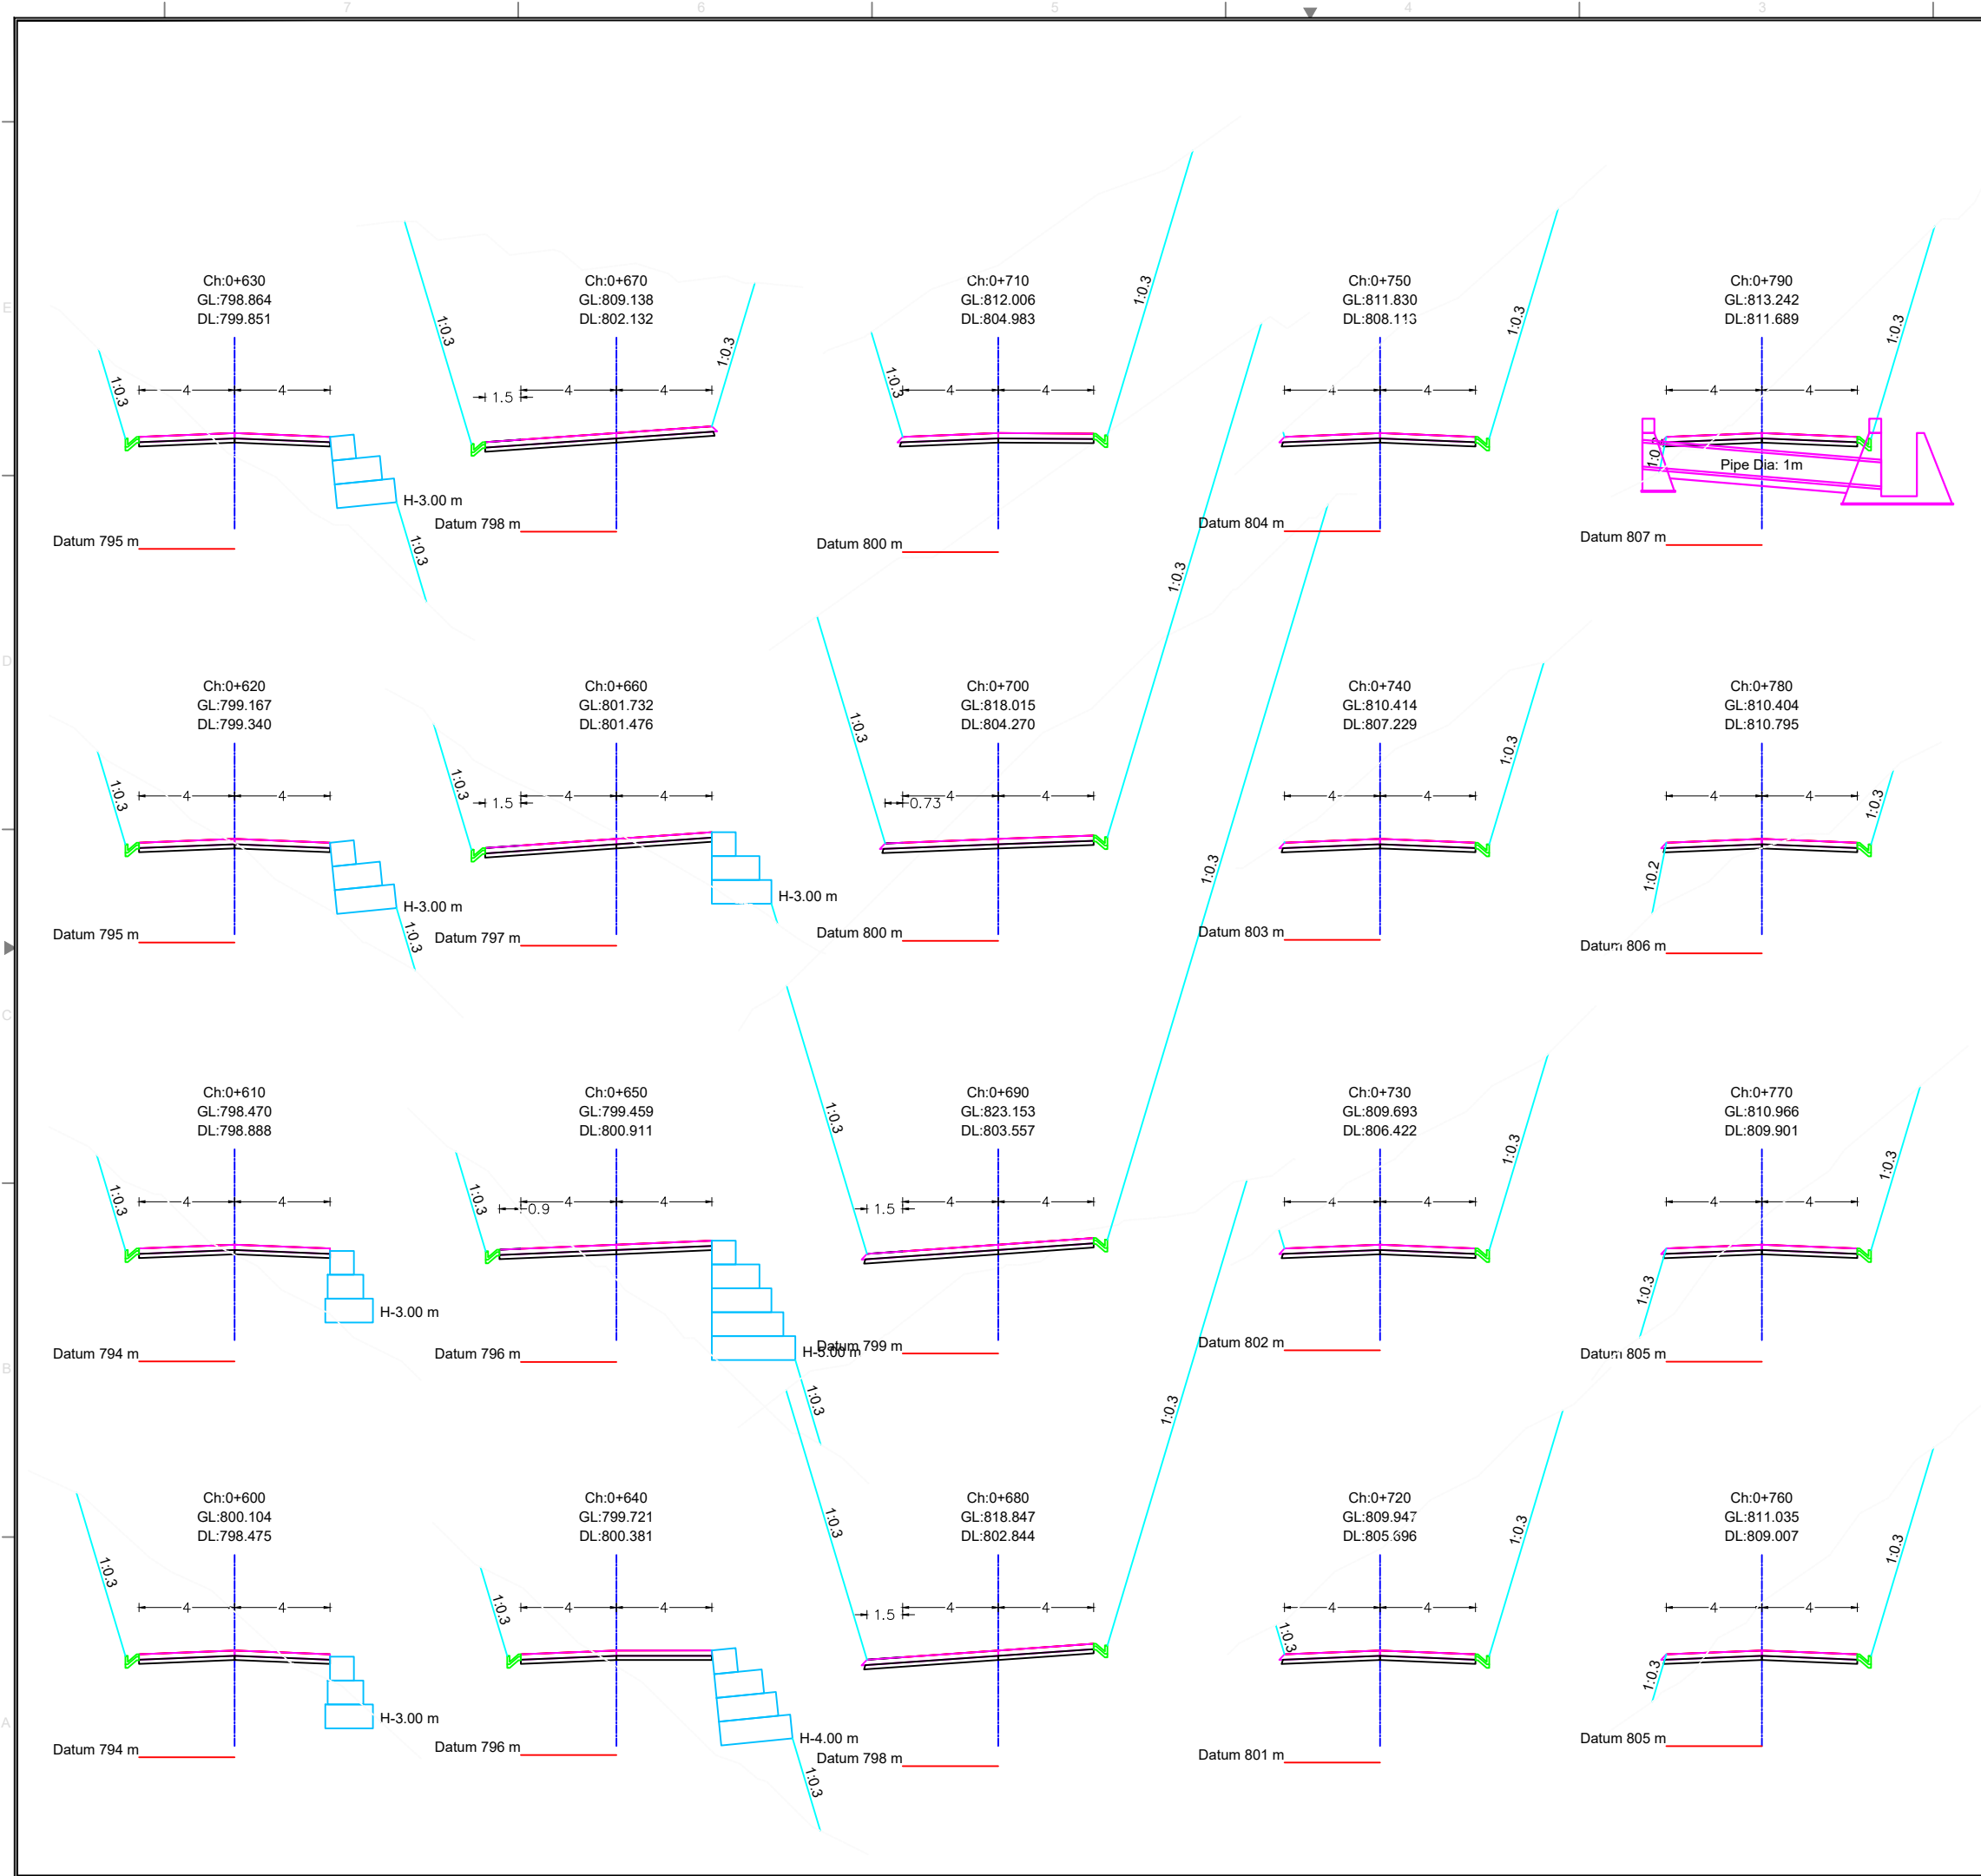 7 6 5 4 3
E
Ch:0+630
GL:798.864
DL:799.851
4 4
1:0.3
H-3.00 m
1:0.3
Datum 795 m
Ch:0+670
GL:809.138
DL:802.132
1:0.3
1:0.3
1.5 4 4
Datum 798 m
Ch:0+710
GL:812.006
DL:804.983
1:0.3
1:0.3
4 4
Datum 800 m
Ch:0+750
GL:811.830
DL:808.113
1:0.3
4 4
Datum 804 m
Ch:0+790
GL:813.242
DL:811.689
1:0.3
4 4
Pipe Dia: 1m
Datum 807 m
D
Ch:0+620
GL:799.167
DL:799.340
1:0.3
4 4
H-3.00 m
1:0.3
Datum 795 m
Ch:0+660
GL:801.732
DL:801.476
1:0.3
1.5 4 4
H-3.00 m
Datum 797 m
Ch:0+700
GL:818.015
DL:804.270
1:0.3
1:0.3
0.73 4 4
Datum 800 m
Ch:0+740
GL:810.414
DL:807.229
1:0.3
4 4
Datum 803 m
Ch:0+780
GL:810.404
DL:810.795
1:0.3
4 4
1:0.2
Datum 806 m
C
Ch:0+610
GL:798.470
DL:798.888
1:0.3
4 4
H-3.00 m
Datum 794 m
Ch:0+650
GL:799.459
DL:800.911
1:0.3
0.9 4 4
H-5.00 m
1:0.3
Datum 796 m
Ch:0+690
GL:823.153
DL:803.557
1:0.3
1:0.3
1.5 4 4
Datum 799 m
Ch:0+730
GL:809.693
DL:806.422
1:0.3
4 4
Datum 802 m
Ch:0+770
GL:810.966
DL:809.901
1:0.3
4 4
1:0.3
Datum 805 m
B
Ch:0+600
GL:800.104
DL:798.475
1:0.3
4 4
H-3.00 m
Datum 794 m
Ch:0+640
GL:799.721
DL:800.381
1:0.3
4 4
H-4.00 m
1:0.3
Datum 796 m
Ch:0+680
GL:818.847
DL:802.844
1:0.3
1:0.3
1.5 4 4
Datum 798 m
Ch:0+720
GL:809.947
DL:805.696
1:0.3
1:0.3
4 4
Datum 801 m
Ch:0+760
GL:811.035
DL:809.007
1:0.3
4 4
1:0.3
Datum 805 m
A